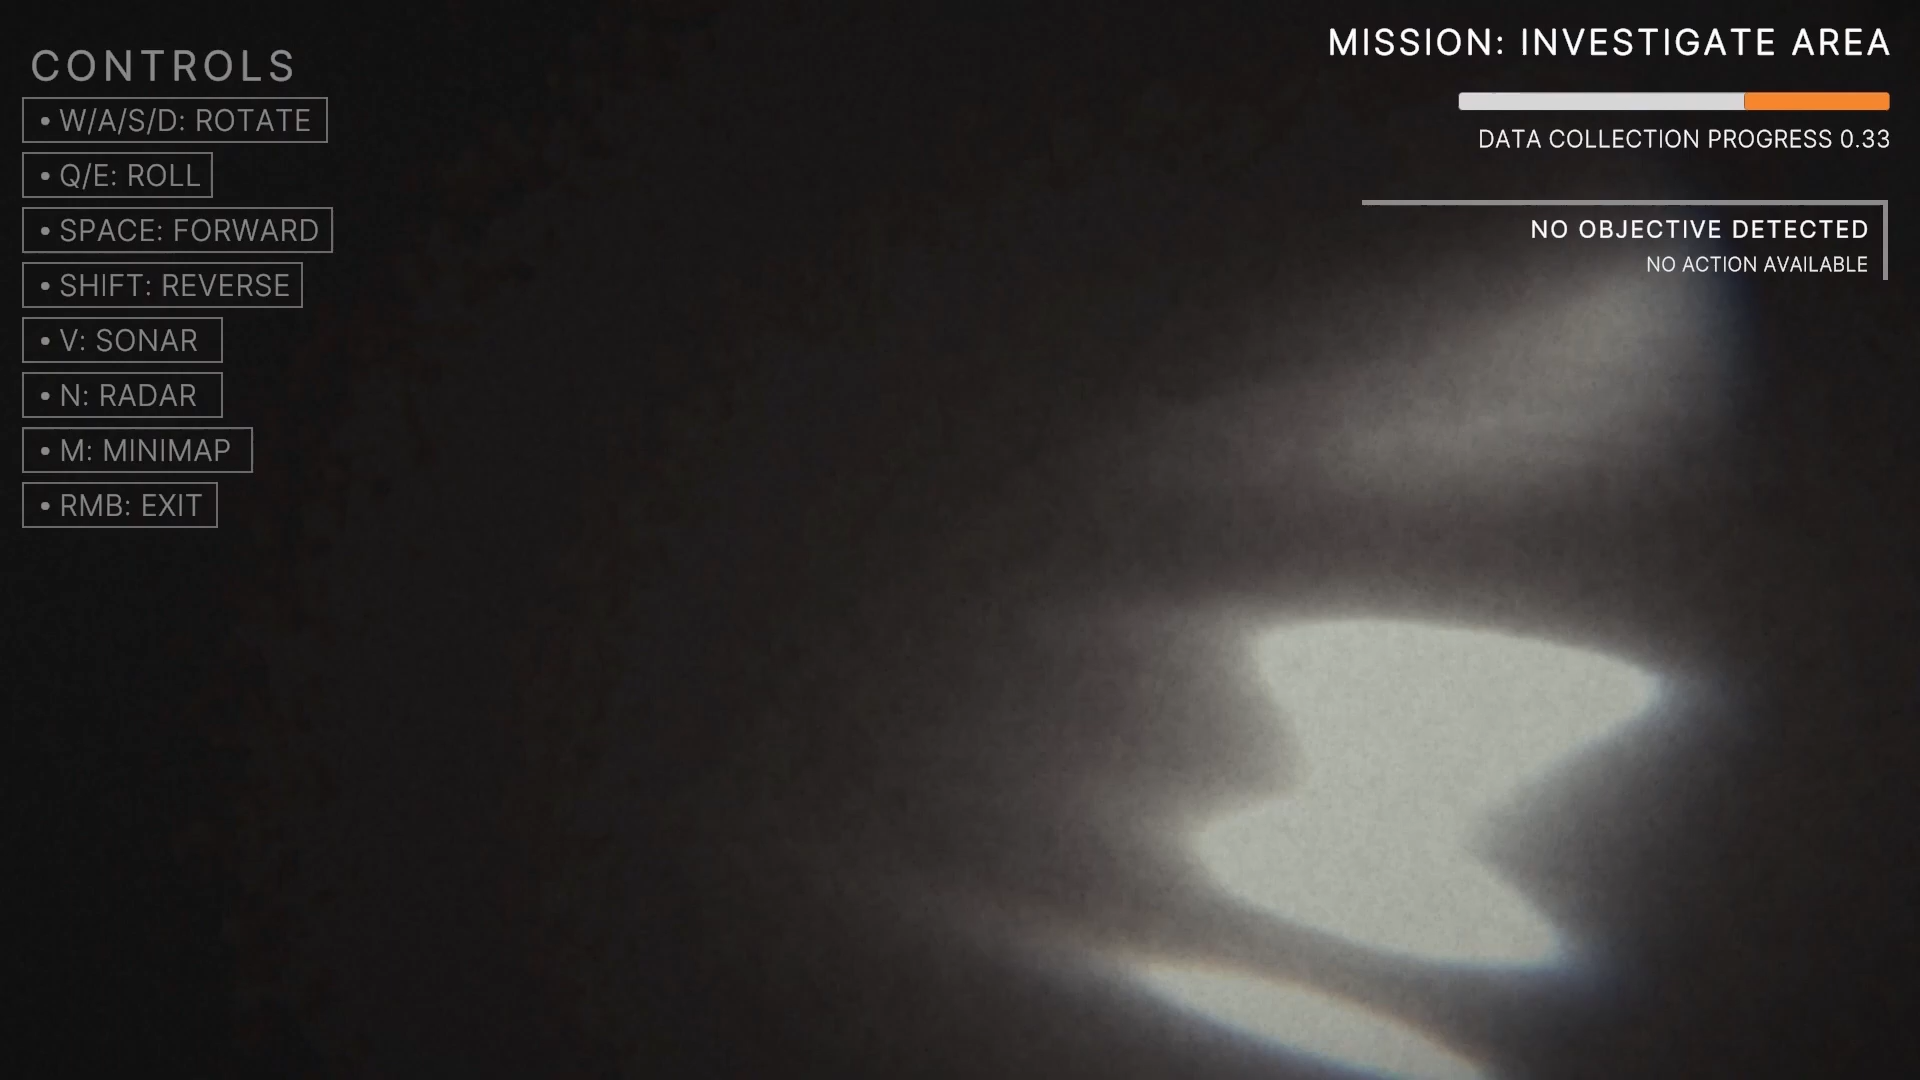 CONTROLS
• W/A/S/D: ROTATE
• Q/E: ROLL
• SPACE: FORWARD
• SHIFT: REVERSE
• V: SONAR
• N: RADAR
• M: MINIMAP
• RMB: EXIT
MISSION: INVESTIGATE AREA
DATA COLLECTION PROGRESS 0.33
NO OBJECTIVE DETECTED
NO ACTION AVAILABLE